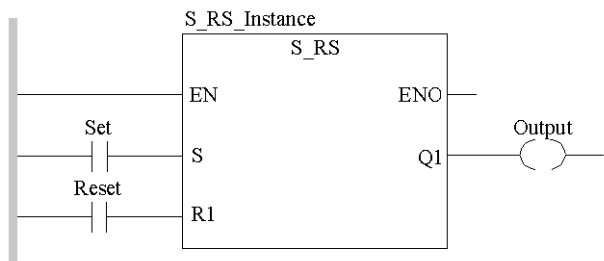 S_RS_Instance
S_RS
EN
ENO
Set
S
Q1
Output
Reset
R1